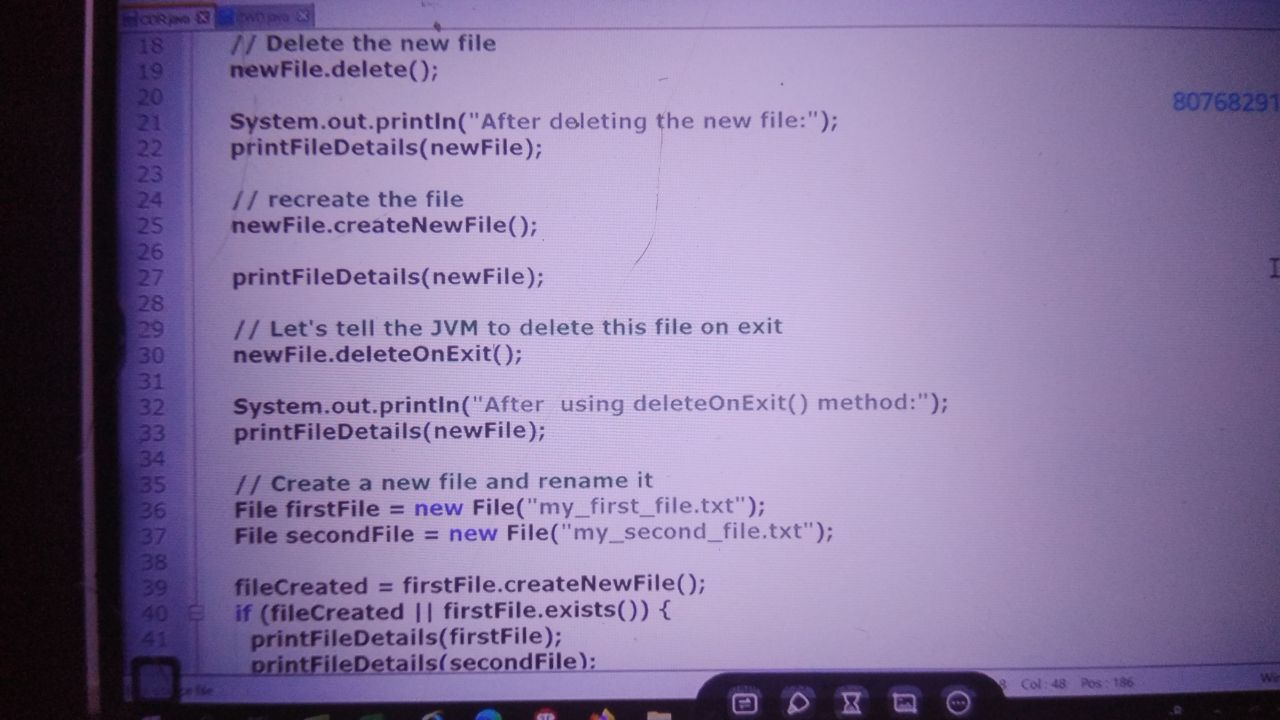 CDR.java
18 // Delete the new file
19 newFile.delete();
20
21 System.out.println("After deleting the new file:");
22 printFileDetails(newFile);
23
24 // recreate the file
25 newFile.createNewFile();
26
27 printFileDetails(newFile);
28
29 // Let's tell the JVM to delete this file on exit
30 newFile.deleteOnExit();
31
32 System.out.println("After  using deleteOnExit() method:");
33 printFileDetails(newFile);
34
35 // Create a new file and rename it
36 File firstFile = new File("my_first_file.txt");
37 File secondFile = new File("my_second_file.txt");
38
39 fileCreated = firstFile.createNewFile();
40 if (fileCreated || firstFile.exists()) {
41 printFileDetails(firstFile);
printFileDetails(secondFile);
80768291
Col : 48 Pos : 186